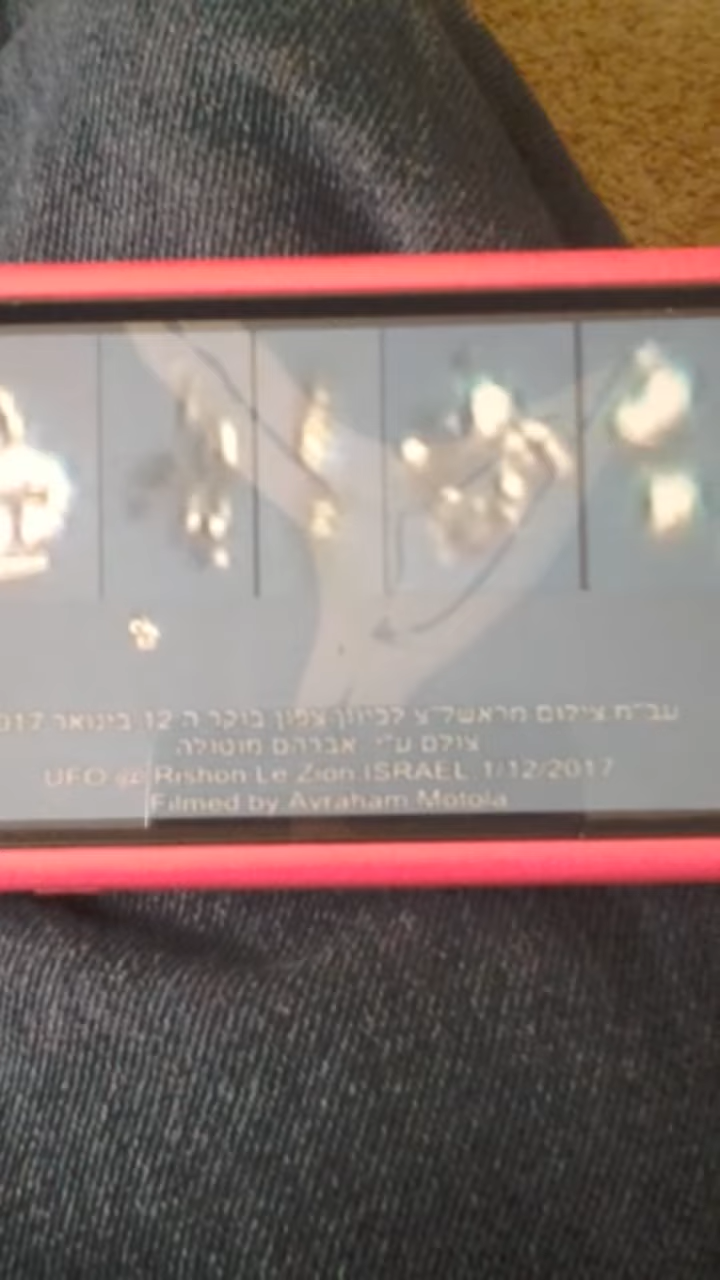 עב"מ צילום מראשל"צ לכיוון צפון בוקר ה 12 בינואר 2017
צולם ע"י אברהם מוטולה
UFO @ Rishon Le Zion ISRAEL 1/12/2017
Filmed by Avraham Motola